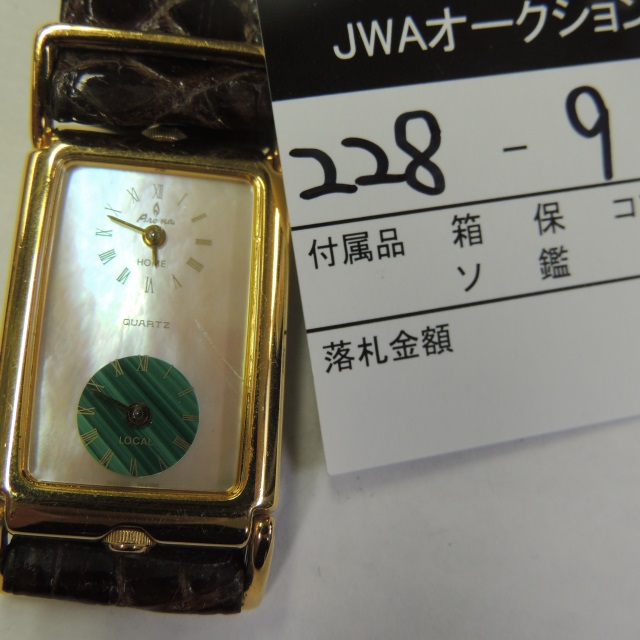 JWAオークション
228 - 9
付属品 箱 保 コ
ソ 鑑
落札金額
XII
HOME
QUARTZ
LOCAL